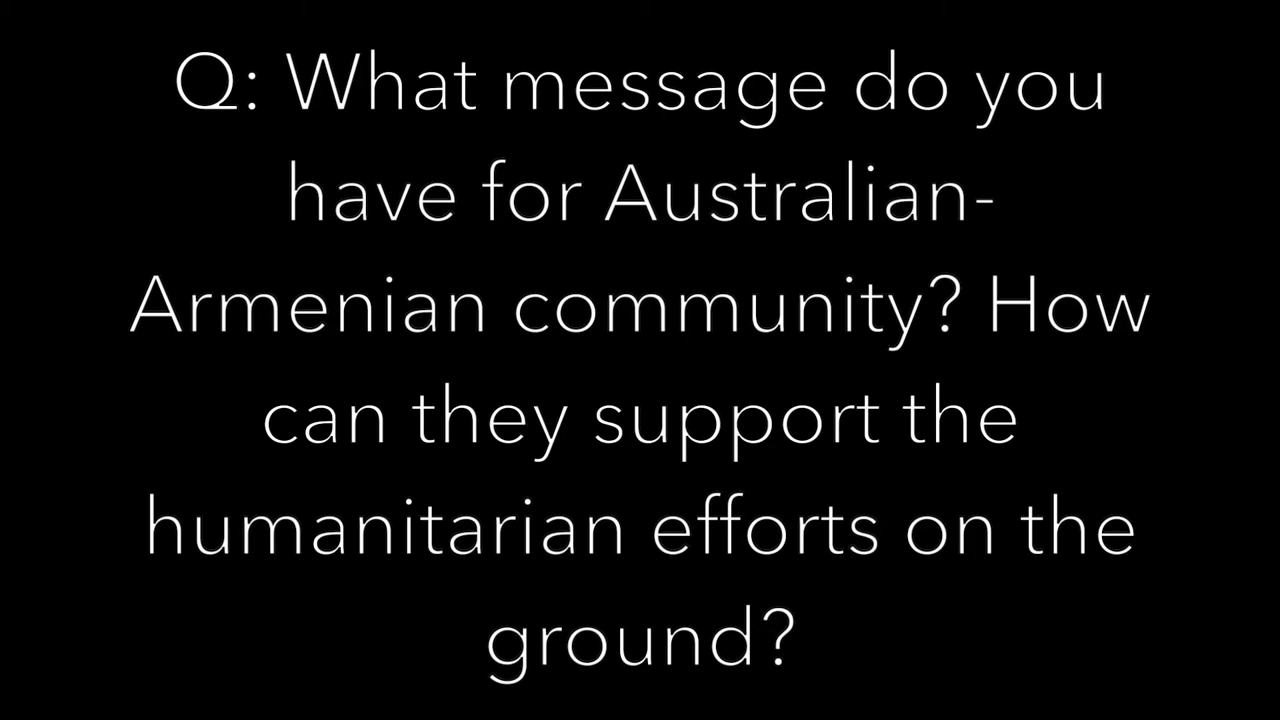 Q: What message do you
have for Australian-
Armenian community? How
can they support the
humanitarian efforts on the
ground?